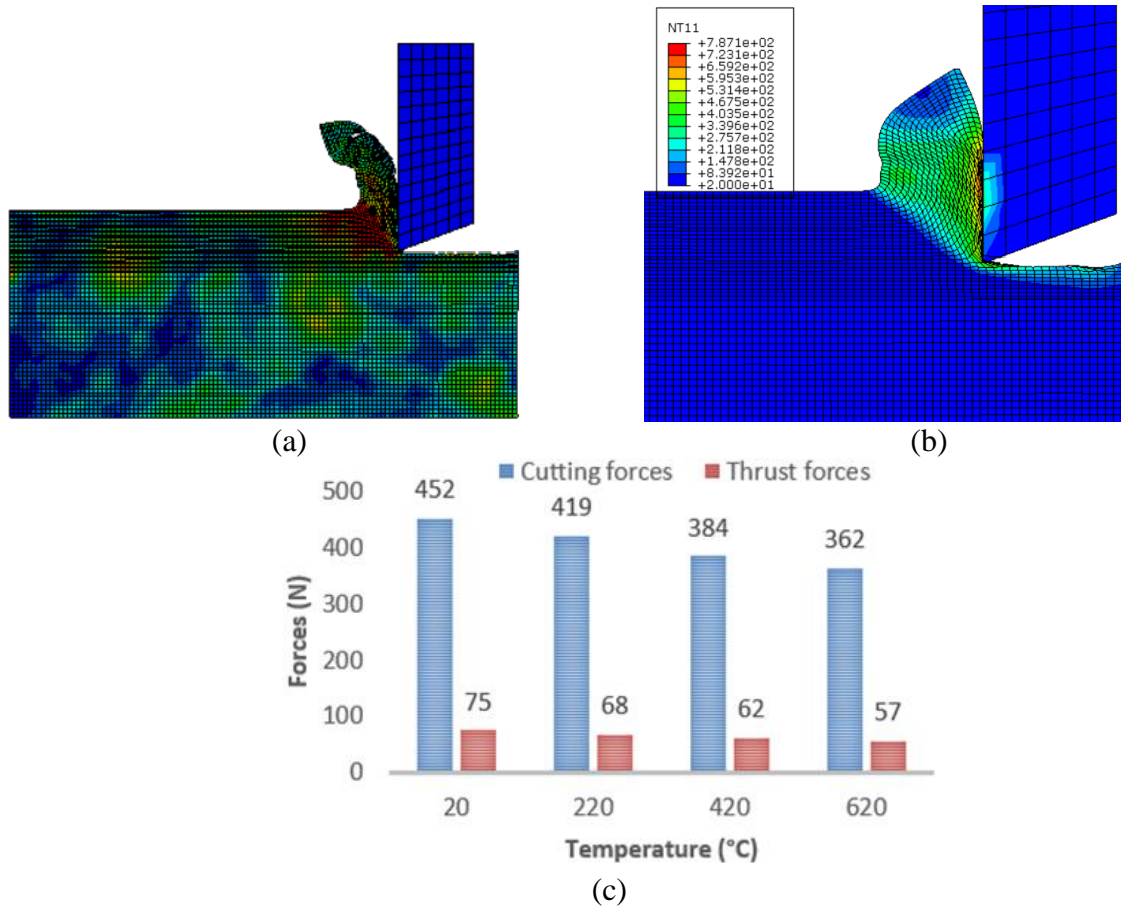 NT11
+7.871e+02
+7.231e+02
+6.592e+02
+5.953e+02
+5.314e+02
+4.675e+02
+4.035e+02
+3.396e+02
+2.757e+02
+2.118e+02
+1.478e+02
+8.392e+01
+2.000e+01
(a)
(b)
Cutting forces Thrust forces
500
400
300
200
100
0
Forces (N)
452 419 384 362
75 68 62 57
20 220 420 620
Temperature (°C)
(c)